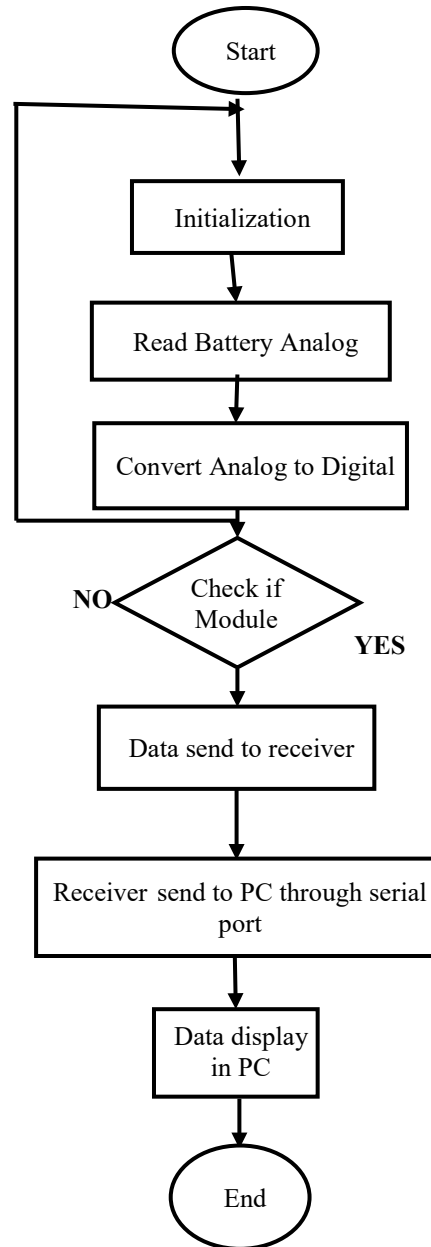 Start
Initialization
Read Battery Analog
Convert Analog to Digital
Check if
Module
NO
YES
Data send to receiver
Receiver send to PC through serial
port
Data display
in PC
End